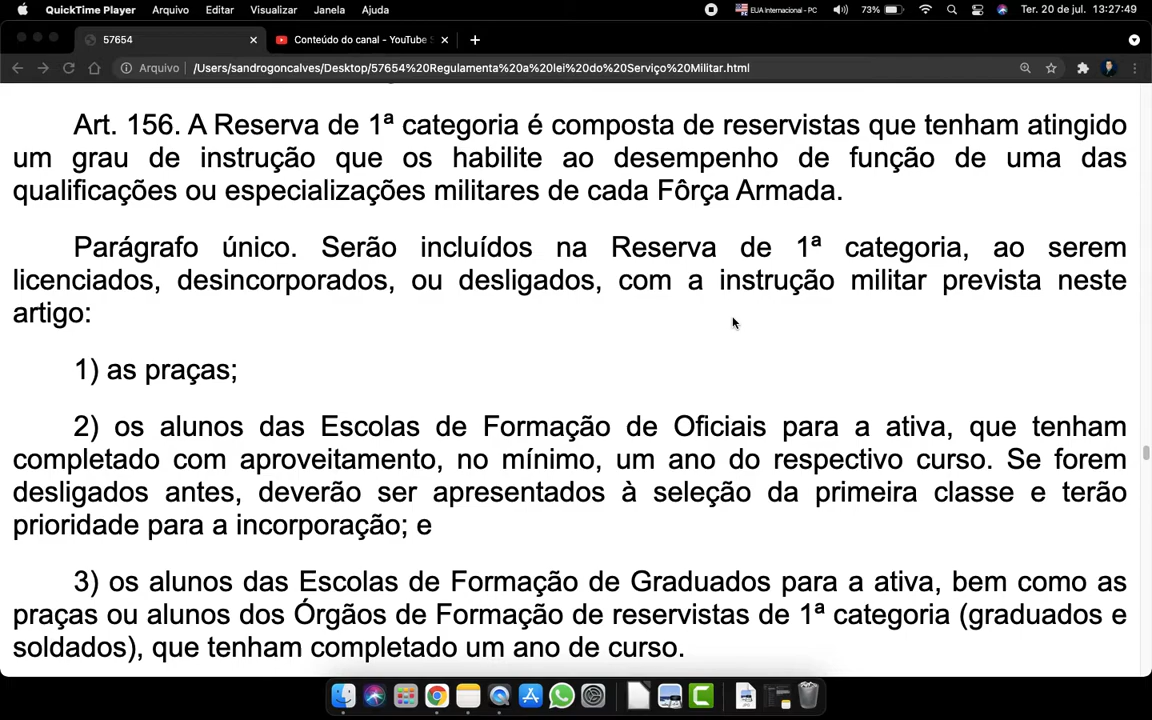 QuickTime Player Arquivo Editar Visualizar Janela Ajuda EUA Internacional - PC 73% Ter. 20 de jul. 13:27:49
57654 Conteúdo do canal - YouTube
Arquivo /Users/sandrogoncalves/Desktop/57654%20Regulamenta%20a%20lei%20do%20Serviço%20Militar.html
Art. 156. A Reserva de 1ª categoria é composta de reservistas que tenham atingido
um grau de instrução que os habilite ao desempenho de função de uma das
qualificações ou especializações militares de cada Fôrça Armada.
Parágrafo único. Serão incluídos na Reserva de 1ª categoria, ao serem
licenciados, desincorporados, ou desligados, com a instrução militar prevista neste
artigo:
1) as praças;
2) os alunos das Escolas de Formação de Oficiais para a ativa, que tenham
completado com aproveitamento, no mínimo, um ano do respectivo curso. Se forem
desligados antes, deverão ser apresentados à seleção da primeira classe e terão
prioridade para a incorporação; e
3) os alunos das Escolas de Formação de Graduados para a ativa, bem como as
praças ou alunos dos Órgãos de Formação de reservistas de 1ª categoria (graduados e
soldados), que tenham completado um ano de curso.